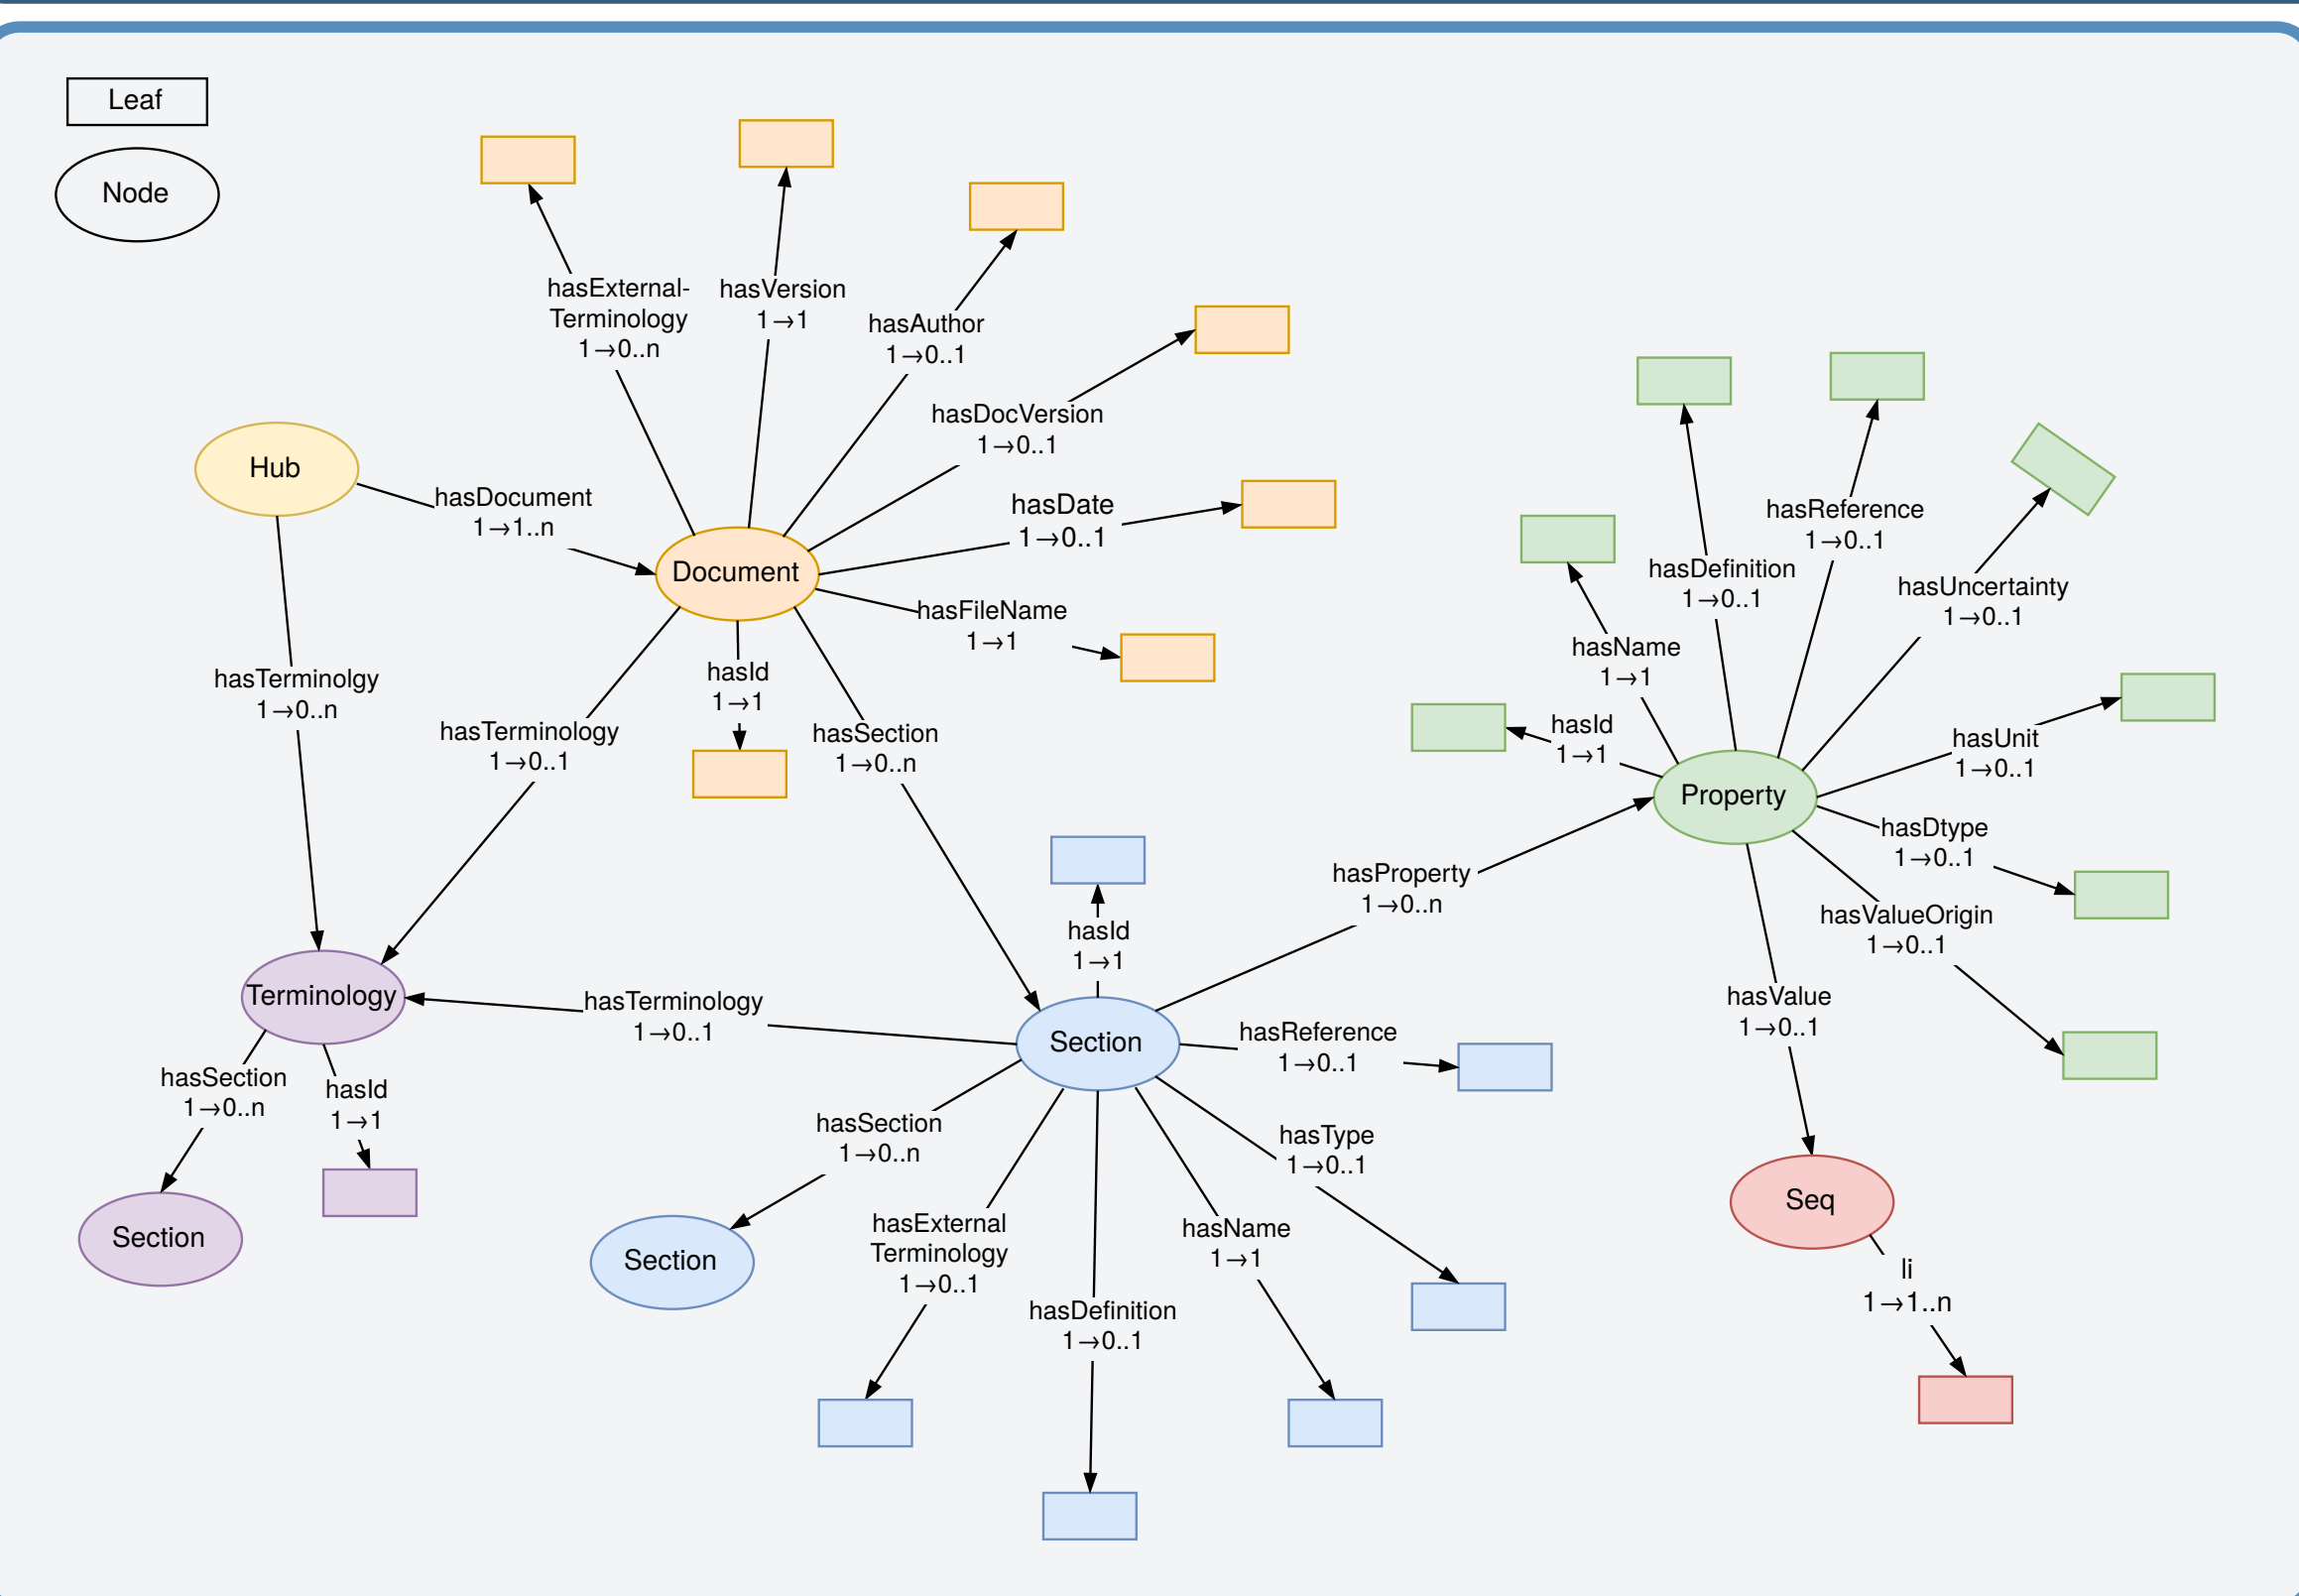 Leaf
Node
hasExternal-
Terminology
1→0..n
hasVersion
1→1
hasAuthor
1→0..1
hasDocVersion
1→0..1
Hub
hasDocument
1→1..n
hasDate
1→0..1
Document
hasFileName
1→1
hasId
1→1
hasTerminolgy
1→0..n
hasTerminology
1→0..1
hasSection
1→0..n
hasDefinition
1→0..1
hasReference
1→0..1
hasUncertainty
1→0..1
hasName
1→1
hasId
1→1
hasUnit
1→0..1
Property
hasDtype
1→0..1
hasValueOrigin
1→0..1
hasValue
1→0..1
hasProperty
1→0..n
hasId
1→1
Terminology
hasTerminology
1→0..1
Section
hasReference
1→0..1
hasSection
1→0..n
hasId
1→1
Section
hasSection
1→0..n
Section
hasExternal
Terminology
1→0..1
hasDefinition
1→0..1
hasName
1→1
hasType
1→0..1
Seq
li
1→1..n